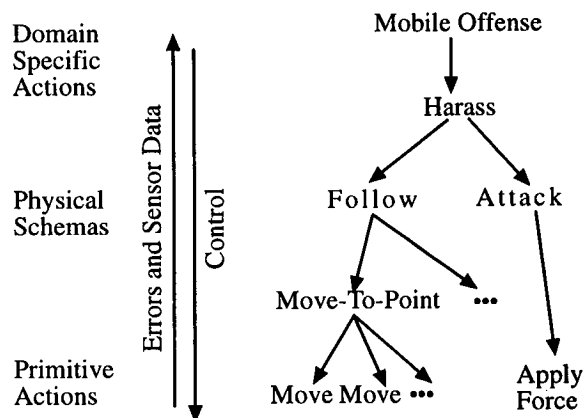 Domain
Specific
Actions
Mobile Offense
Harass
Errors and Sensor Data
Control
Physical
Schemas
Follow
Attack
Move-To-Point
•••
Primitive
Actions
Move Move •••
Apply
Force